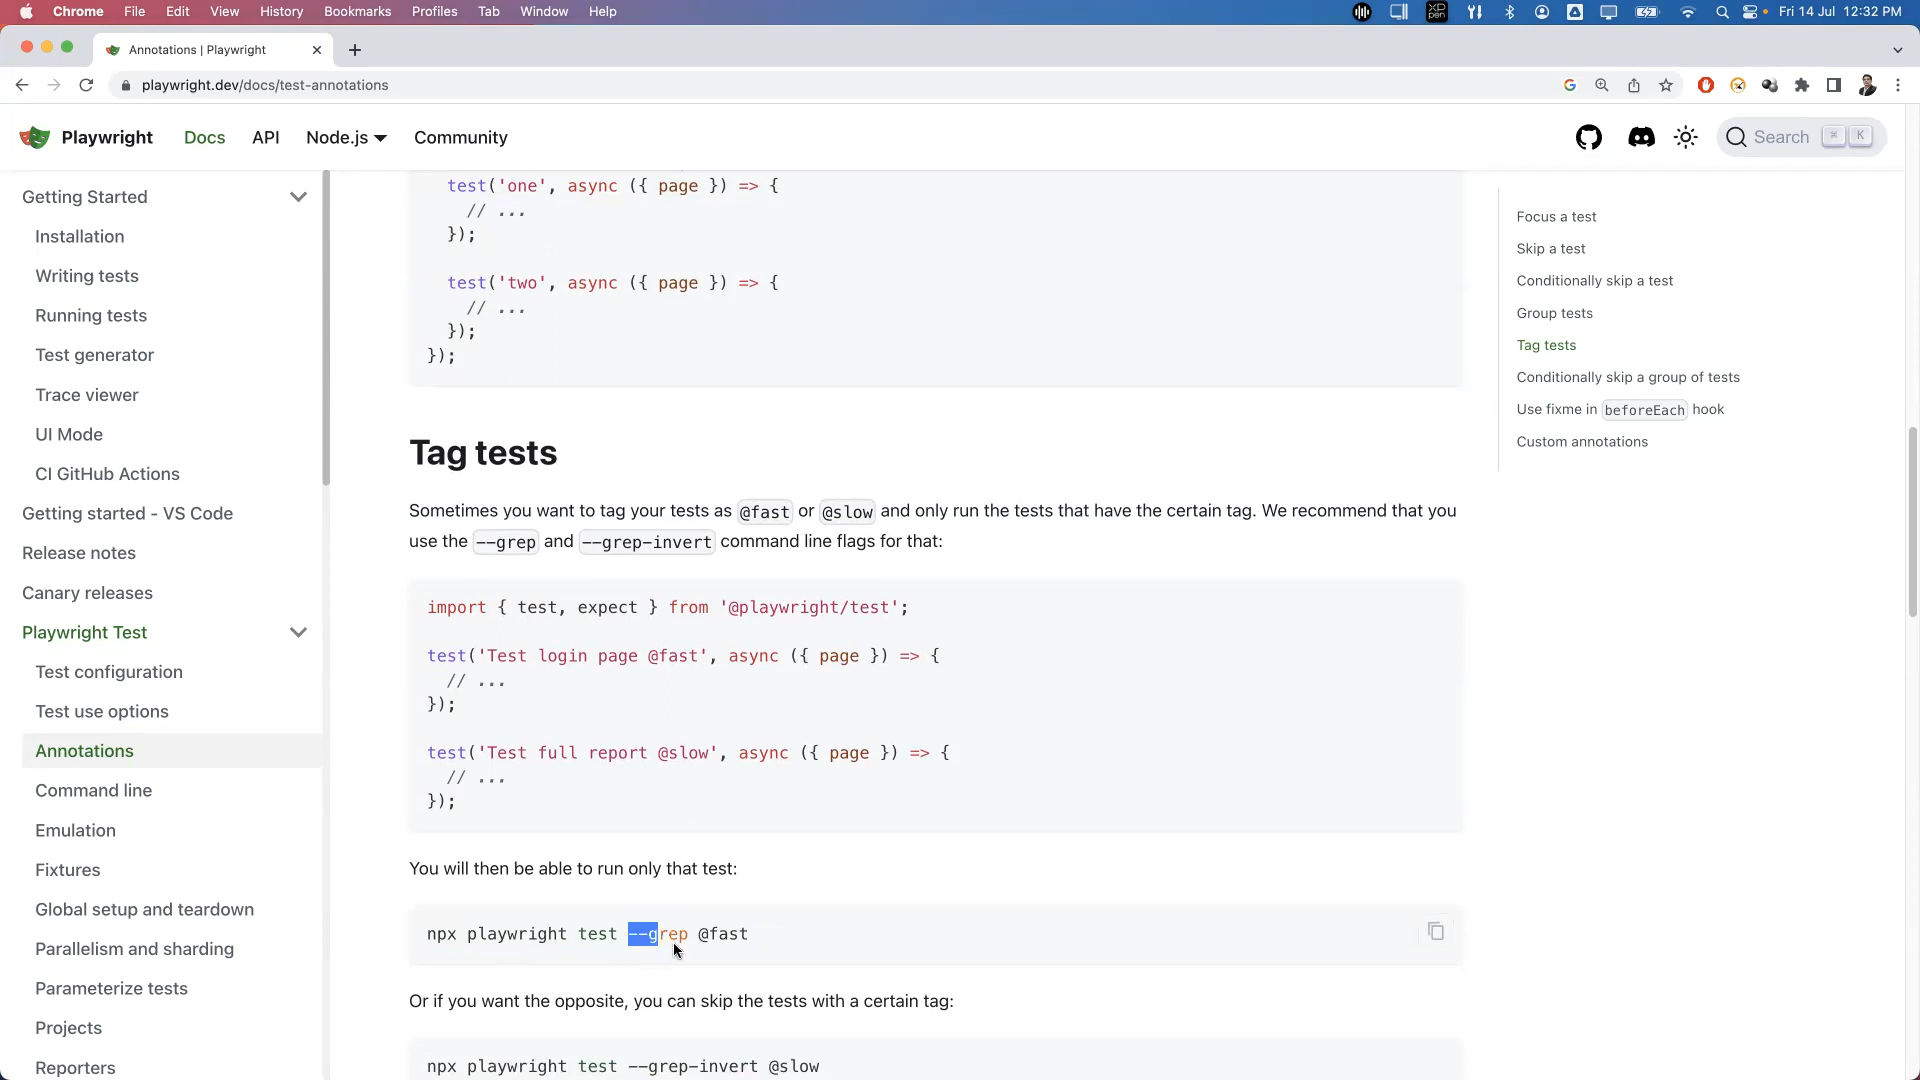 Chrome File Edit View History Bookmarks Profiles Tab Window Help
XP pen
Fri 14 Jul 12:32 PM
Annotations | Playwright
playwright.dev/docs/test-annotations
Playwright Docs API Node.js Community
Search ⌘ K
Getting Started
Installation
Writing tests
Running tests
Test generator
Trace viewer
UI Mode
CI GitHub Actions
Getting started - VS Code
Release notes
Canary releases
Playwright Test
Test configuration
Test use options
Annotations
Command line
Emulation
Fixtures
Global setup and teardown
Parallelism and sharding
Parameterize tests
Projects
Reporters
test('one', async ({ page }) => {
// ...
});
test('two', async ({ page }) => {
// ...
});
});
Tag tests
Sometimes you want to tag your tests as @fast or @slow and only run the tests that have the certain tag. We recommend that you
use the --grep and --grep-invert command line flags for that:
import { test, expect } from '@playwright/test';
test('Test login page @fast', async ({ page }) => {
// ...
});
test('Test full report @slow', async ({ page }) => {
// ...
});
You will then be able to run only that test:
npx playwright test --grep @fast
Or if you want the opposite, you can skip the tests with a certain tag:
npx playwright test --grep-invert @slow
Focus a test
Skip a test
Conditionally skip a test
Group tests
Tag tests
Conditionally skip a group of tests
Use fixme in beforeEach hook
Custom annotations